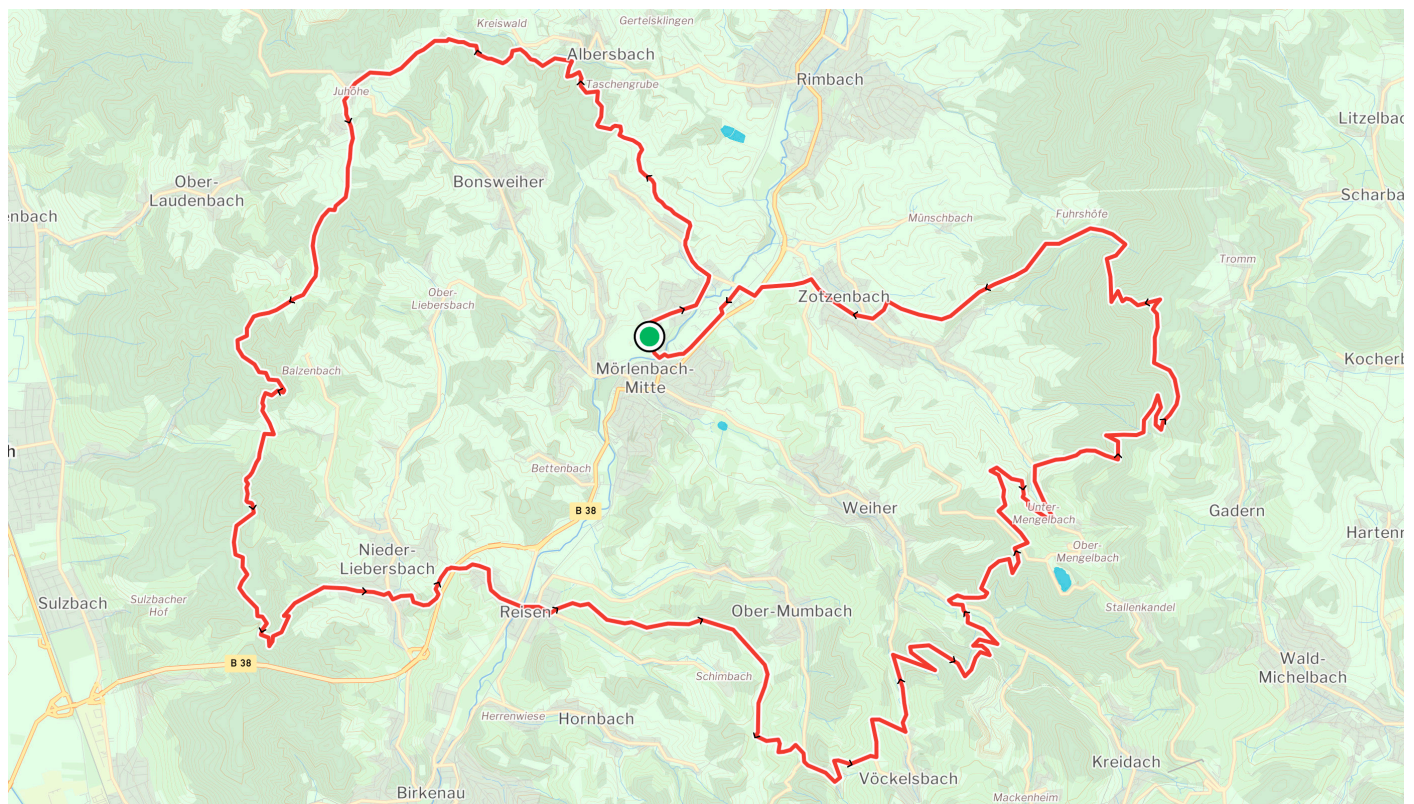 Kreiswald
Gertelsklingen
Albersbach
Rimbach
Taschengrube
Juhöhe
Litzelbac
Ober-
Laudenbach
Bonsweiher
Scharba
enbach
Münschbach
Fuhrshöfe
Tromm
Ober-
Liebersbach
Zotzenbach
Kocherb
Balzenbach
Mörlenbach-
Mitte
h
Bettenbach
B 38
Weiher
Unter-
Mengelbach
Gadern
Hartenr
Nieder-
Liebersbach
Ober-
Mengelbach
Sulzbach
Sulzbacher
Hof
Reisen
Ober-Mumbach
Stallenkandel
B 38
Schimbach
Wald-
Michelbach
Herrenwiese
Hornbach
Kreidach
Vöckelsbach
Birkenau
Mackenheim